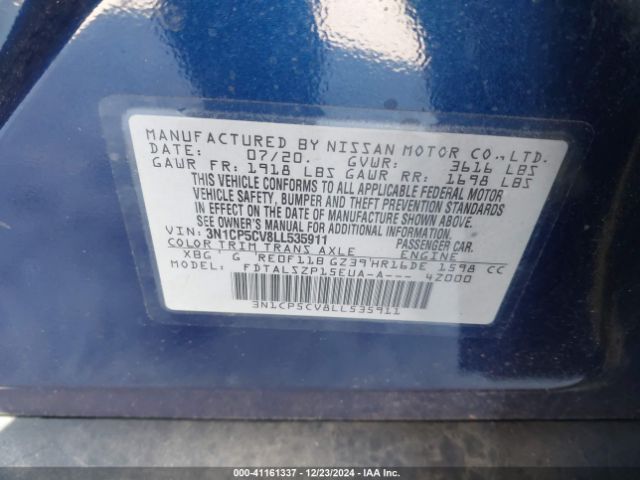 MANUFACTURED BY NISSAN MOTOR CO., LTD.
DATE: 07/20. GVWR: 3616 LBS
GAWR FR: 1918 LBS GAWR RR: 1698 LBS
THIS VEHICLE CONFORMS TO ALL APPLICABLE FEDERAL MOTOR
VEHICLE SAFETY, BUMPER AND THEFT PREVENTION STANDARDS
IN EFFECT ON THE DATE OF MANUFACTURE SHOWN ABOVE.
SEE OWNER'S MANUAL FOR ADDITIONAL INFORMATION.
VIN: 3N1CP5CV8LL535911 PASSENGER CAR
COLOR TRIM TRANS AXLE ENGINE
XBG G RE0F11B GZ39 HR16DE 1598 CC
FDTALSZP15EUA-A--- 4Z000
3N1CP5CV8LL535911
00-41161337 - 12/23/2024 - IAA Inc.